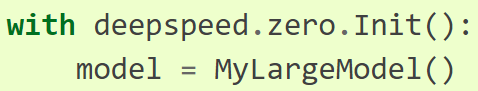 with deepspeed.zero.Init():
    model = MyLargeModel()